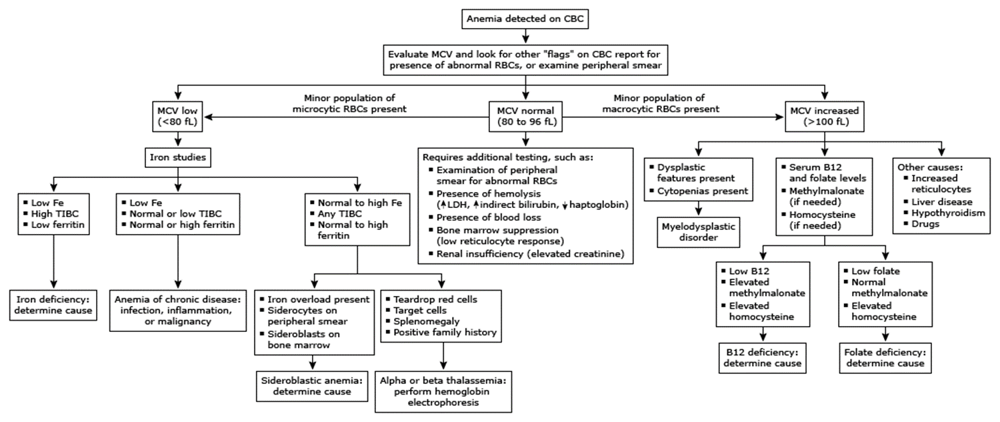 Anemia detected on CBC
Evaluate MCV and look for other "flags" on CBC report for
presence of abnormal RBCs, or examine peripheral smear
Minor population of
microcytic RBCs present
Minor population of
macrocytic RBCs present
MCV low
(<80 fL)
MCV normal
(80 to 96 fL)
MCV increased
(>100 fL)
Iron studies
▪ Low Fe
▪ High TIBC
▪ Low ferritin
▪ Low Fe
▪ Normal or low TIBC
▪ Normal or high ferritin
▪ Normal to high Fe
▪ Any TIBC
▪ Normal to high
ferritin
Iron deficiency:
determine cause
Anemia of chronic disease:
infection, inflammation,
or malignancy
▪ Iron overload present
▪ Siderocytes on
peripheral smear
▪ Sideroblasts on
bone marrow
▪ Teardrop red cells
▪ Target cells
▪ Splenomegaly
▪ Positive family history
Sideroblastic anemia:
determine cause
Alpha or beta thalassemia:
perform hemoglobin
electrophoresis
Requires additional testing, such as:
▪ Examination of peripheral
smear for abnormal RBCs
▪ Presence of hemolysis
(↑LDH, ↑indirect bilirubin, ↓haptoglobin)
▪ Presence of blood loss
▪ Bone marrow suppression
(low reticulocyte response)
▪ Renal insufficiency (elevated creatinine)
▪ Dysplastic
features present
▪ Cytopenias present
Myelodysplastic
disorder
▪ Serum B12
and folate levels
▪ Methylmalonate
(if needed)
▪ Homocysteine
(if needed)
Other causes:
▪ Increased
reticulocytes
▪ Liver disease
▪ Hypothyroidism
▪ Drugs
▪ Low B12
▪ Elevated
methylmalonate
▪ Elevated
homocysteine
▪ Low folate
▪ Normal
methylmalonate
▪ Elevated
homocysteine
B12 deficiency:
determine cause
Folate deficiency:
determine cause